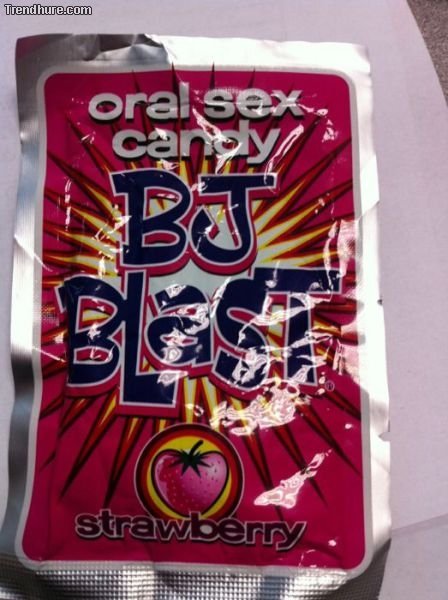 Trendhure.com
oral sex
candy
BJ
Blast
®
strawberry